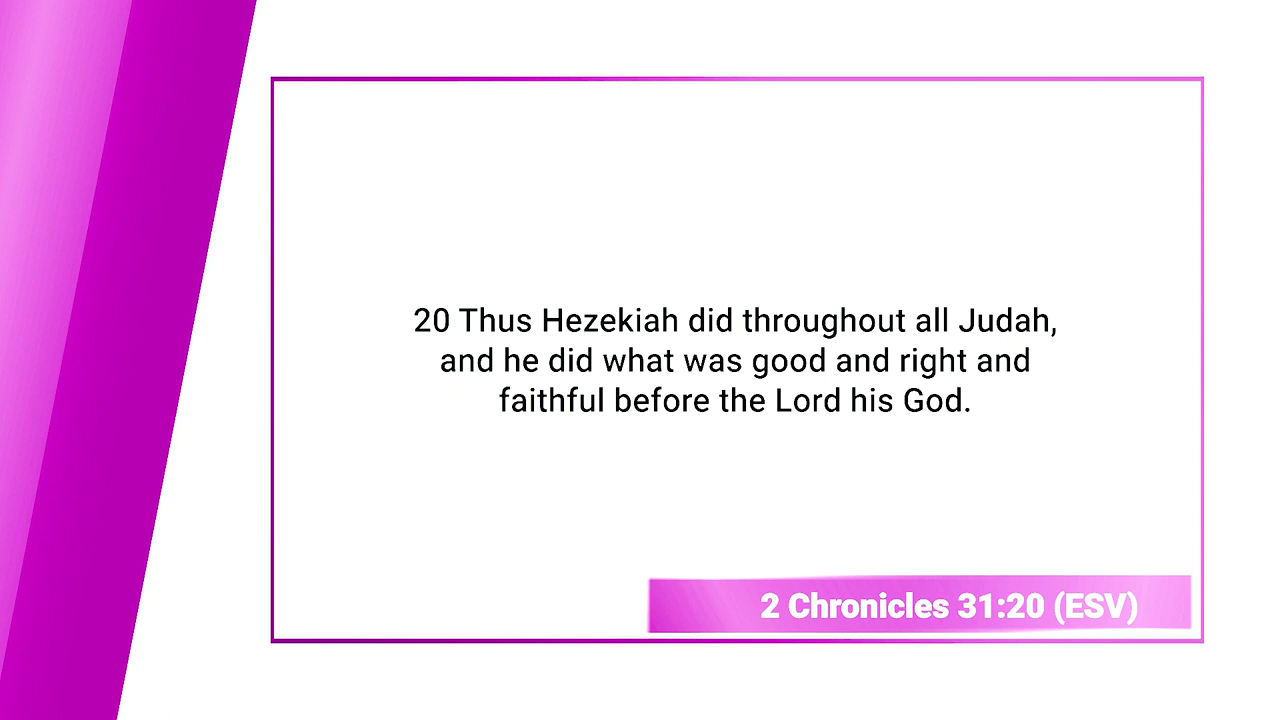 20 Thus Hezekiah did throughout all Judah,
and he did what was good and right and
faithful before the Lord his God.
2 Chronicles 31:20 (ESV)